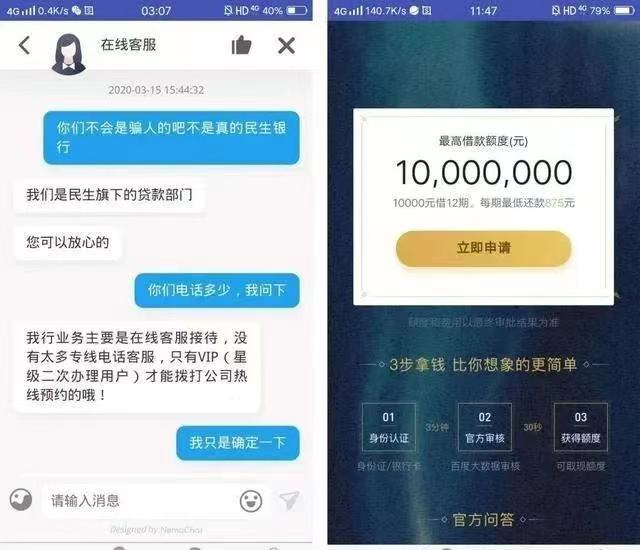 4G 0.4K/s
HD 4G 40%
03:07
在线客服
2020-03-15 15:44:32
你们不会是骗人的吧不是真的民生银
行
我们是民生旗下的贷款部门
您可以放心的
你们电话多少，我问下
我行业务主要是在线客服接待，没
有太多专线电话客服，只有VIP（星
级二次办理用户）才能拨打公司热
线预约的哦！
我只是确定一下
请输入消息
Designed by NemoChat
4G 140.7K/s
HD 4G 79%
11:47
最高借款额度(元)
10,000,000
10000元借12期，每期最低还款875元
立即申请
额度和费用以最终审批结果为准
3步拿钱 比你想象的更简单
01
身份认证
3分钟
02
官方审核
30秒
03
获得额度
身份证/银行卡
百度大数据审核
可取现额度
官方问答